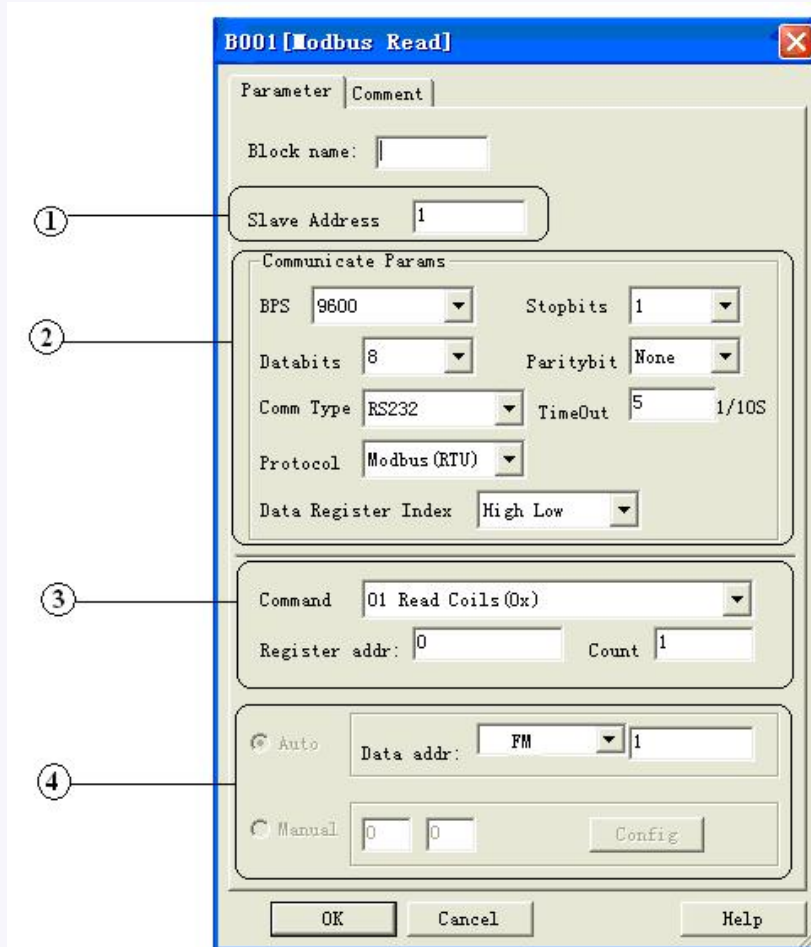 B001[Modbus Read]
Parameter Comment
Block name:
① Slave Address 1
Communicate Params
② BPS 9600 Stopbits 1
Databits 8 Paritybit None
Comm Type RS232 TimeOut 5 1/10S
Protocol Modbus(RTU)
Data Register Index High Low
③ Command 01 Read Coils(0x)
Register addr: 0 Count 1
④ Auto Data addr: FM 1
Manual 0 0 Config
OK Cancel Help